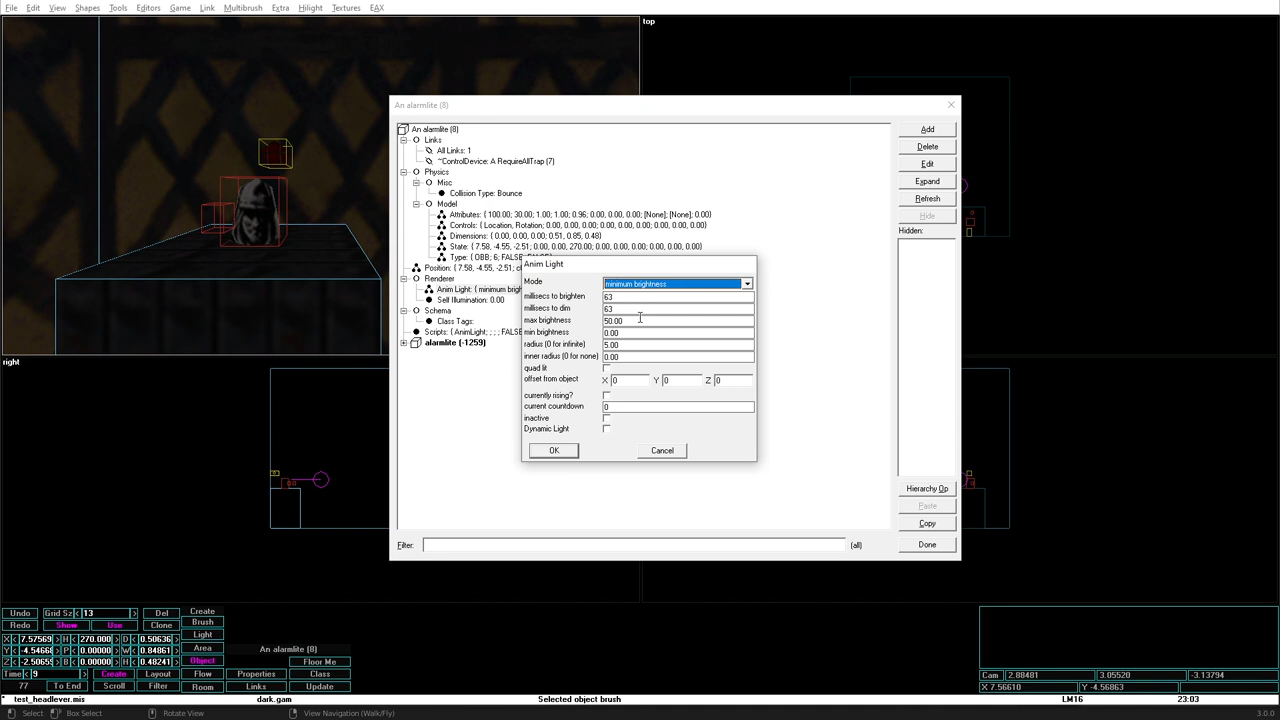 File Edit View Shapes Tools Editors Game Link Multibrush Extra Hilight Textures EAX
top
An alarmlite (8)
An alarmlite (8)
Links
All Links: 1
~ControlDevice: A RequireAllTrap (7)
Physics
Misc
Collision Type: Bounce
Model
Attributes: { 100.00; 30.00; 1.00; 1.00; 0.96; 0.00, 0.00, 0.00; [None]; [None]; 0.00}
Controls: { Location, Rotation; 0.00, 0.00, 0.00; 0.00, 0.00, 0.00; 0.00, 0.00, 0.00}
Dimensions: { 0.00, 0.00, 0.00; 0.51, 0.85, 0.48}
State: { 7.58, -4.55, -2.51; 0.00, 0.00, 270.00; 0.00, 0.00, 0.00; 0.00, 0.00, 0.00}
Type: { OBB; 6; FALSE;
Position: { 7.58, -4.55, -2.51;
Renderer
Anim Light: { minimum brigh
Self Illumination: 0.00
Schema
Class Tags:
Scripts: { AnimLight; ; ; ; FALSE
alarmlite (-1259)
Add
Delete
Edit
Expand
Refresh
Hide
Hidden:
Hierarchy Op
Paste
Copy
Done
Filter:
(all)
Anim Light
Mode minimum brightness
millisecs to brighten 63
millisecs to dim 63
max brightness 50.00
min brightness 0.00
radius (0 for infinite) 5.00
inner radius (0 for none) 0.00
quad lit
offset from object X 0 Y 0 Z 0
currently rising?
current countdown 0
inactive
Dynamic Light
OK Cancel
right
Undo Grid Sz < 13 > Del Create
Redo Show Use Clone Brush
X < 7.57569 > H < 270.000 > D < 0.50636 > Light
Y < -4.54668 > P < 0.00000 > W < 0.84861 > Area An alarmlite (8)
Z < -2.50655 > B < 0.00000 > H < 0.48241 > Object Floor Me
Time < 9 > Create Layout Flow Properties Class
77 To End Scroll Filter Room Links Update
Cam 2.88481 3.05520 -3.13794
X 7.56610 Y -4.56863
* test_headlever.mis dark.gam Selected object brush LM16 23:03
Select Box Select Rotate View View Navigation (Walk/Fly) 3.0.0